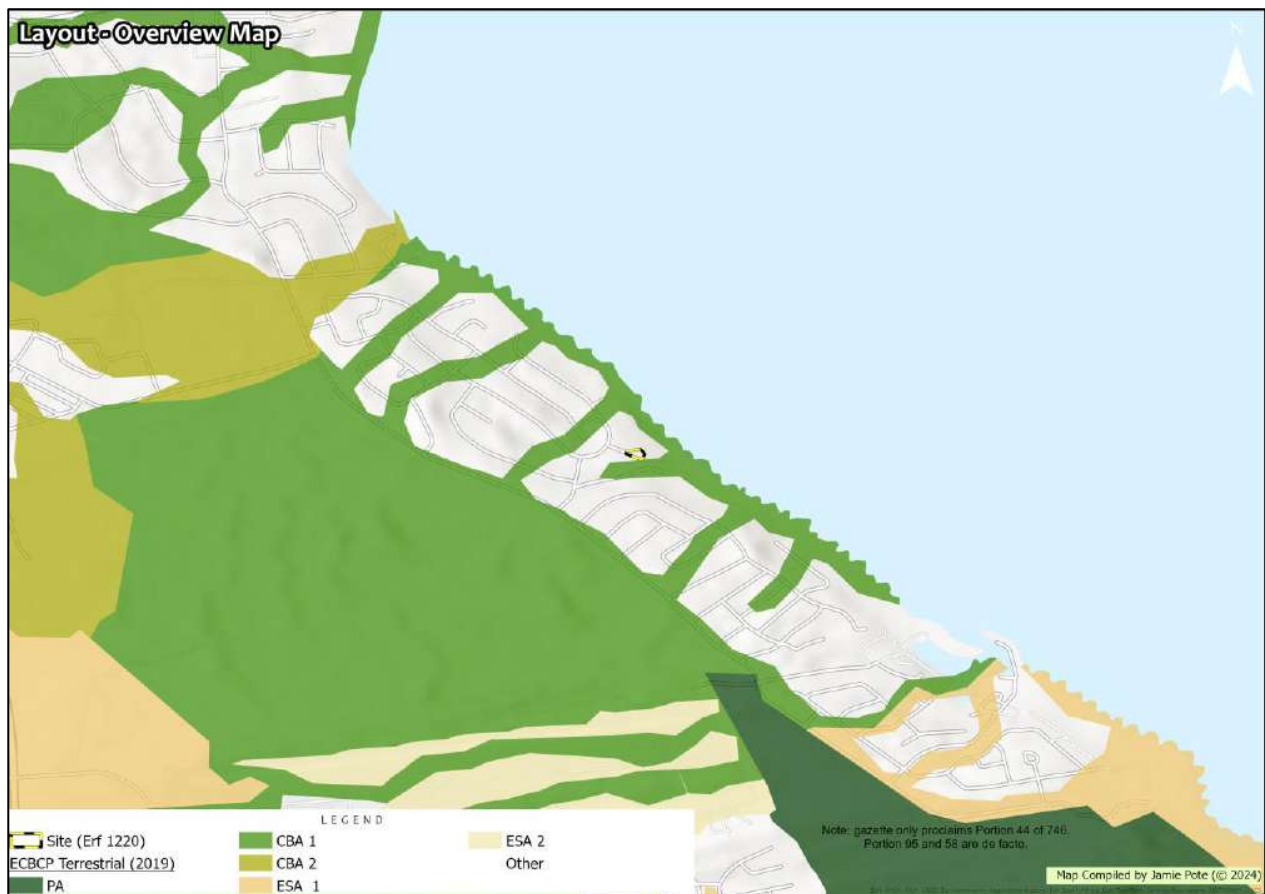 Layout - Overview Map
N
Note: gazette only proclaims Portion 44 of 746.
Portion 95 and 58 are de facto.
LEGEND
Site (Erf 1220)
ECBCP Terrestrial (2019)
PA
CBA 1
CBA 2
ESA 1
ESA 2
Other
Map Compiled by Jamie Pote (© 2024)